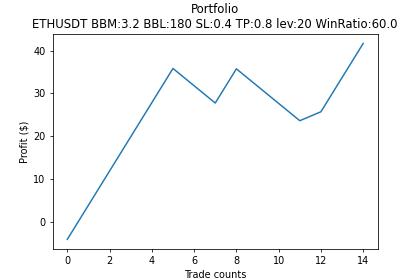 Portfolio
ETHUSDT BBM:3.2 BBL:180 SL:0.4 TP:0.8 lev:20 WinRatio:60.0
40
30
20
10
0
Profit ($)
0 2 4 6 8 10 12 14
Trade counts